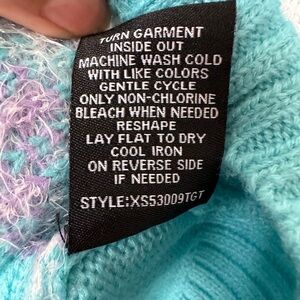 TURN GARMENT
INSIDE OUT
MACHINE WASH COLD
WITH LIKE COLORS
GENTLE CYCLE
ONLY NON-CHLORINE
BLEACH WHEN NEEDED
RESHAPE
LAY FLAT TO DRY
COOL IRON
ON REVERSE SIDE
IF NEEDED
STYLE:XS53009TGT